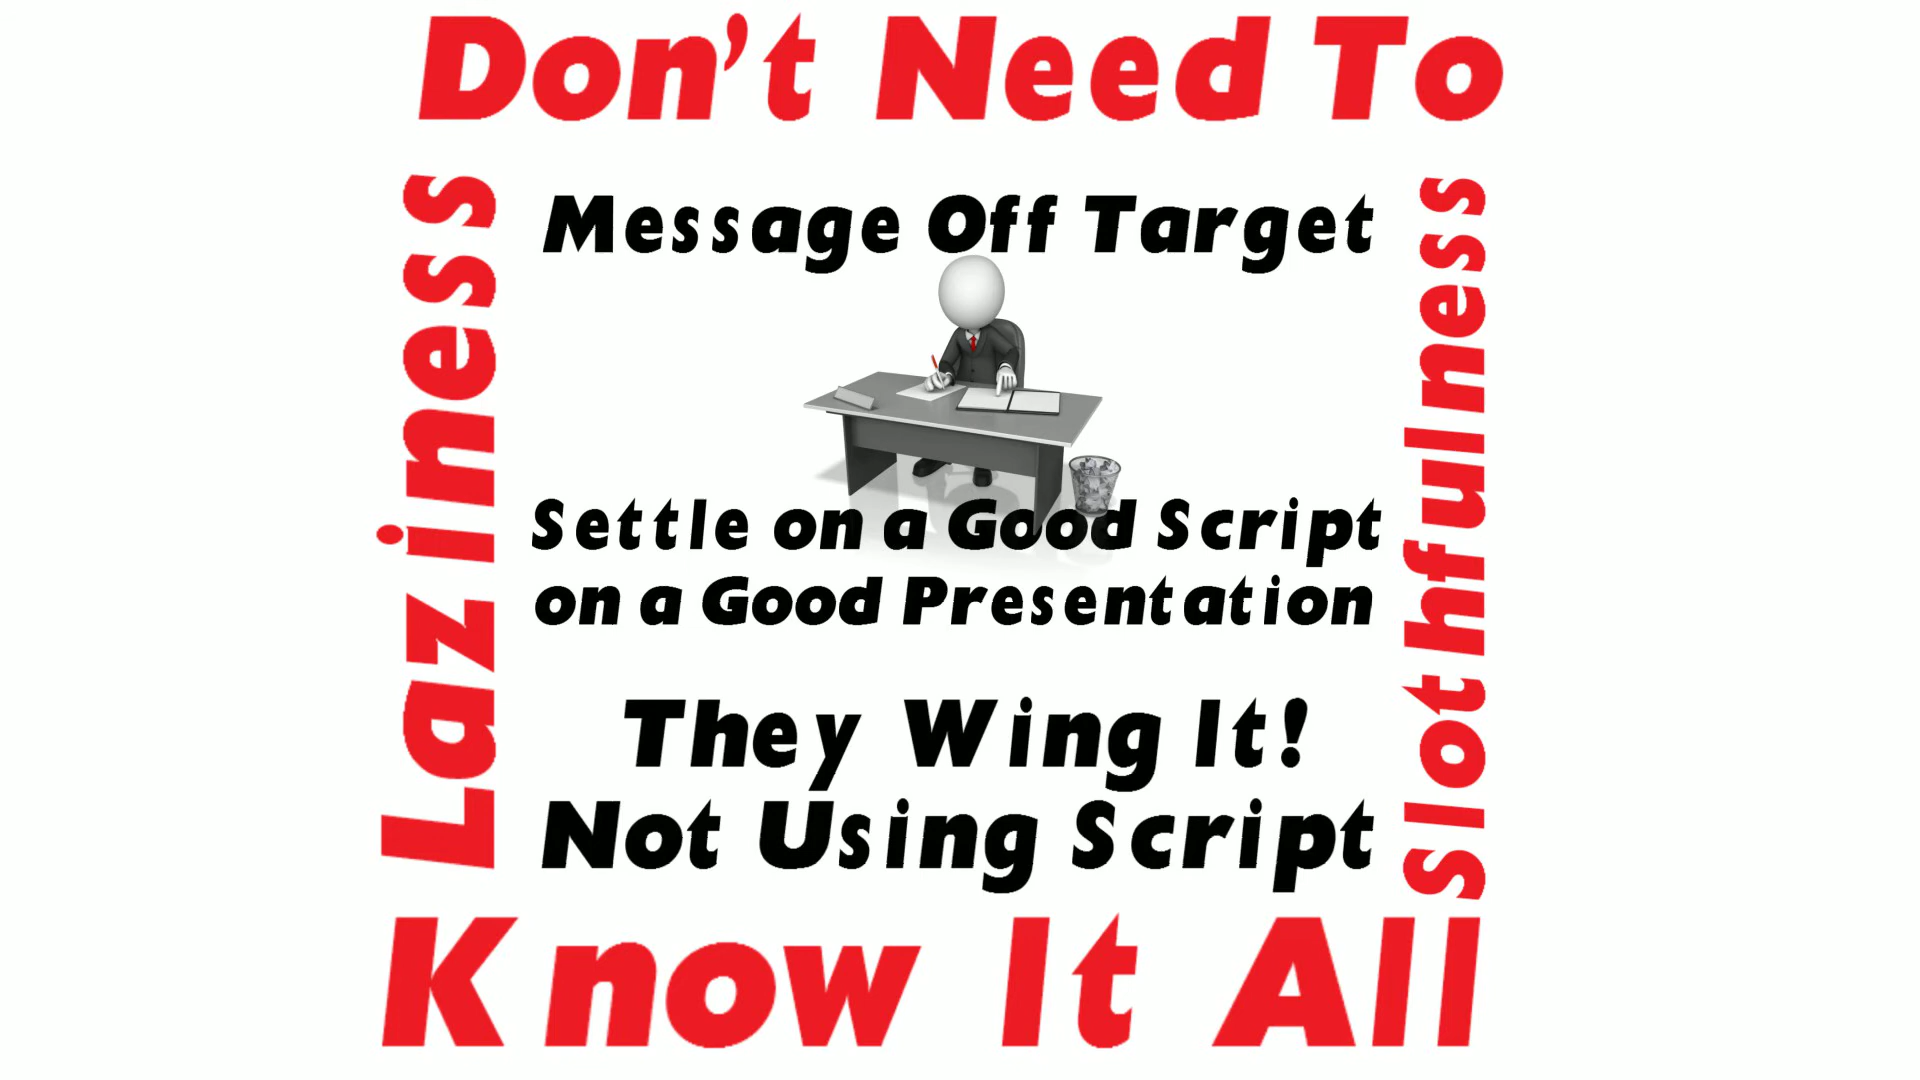 Don't Need To
Laziness
Message Off Target
Settle on a Good Script
on a Good Presentation
They Wing It!
Not Using Script
Slothfulness
Know It All